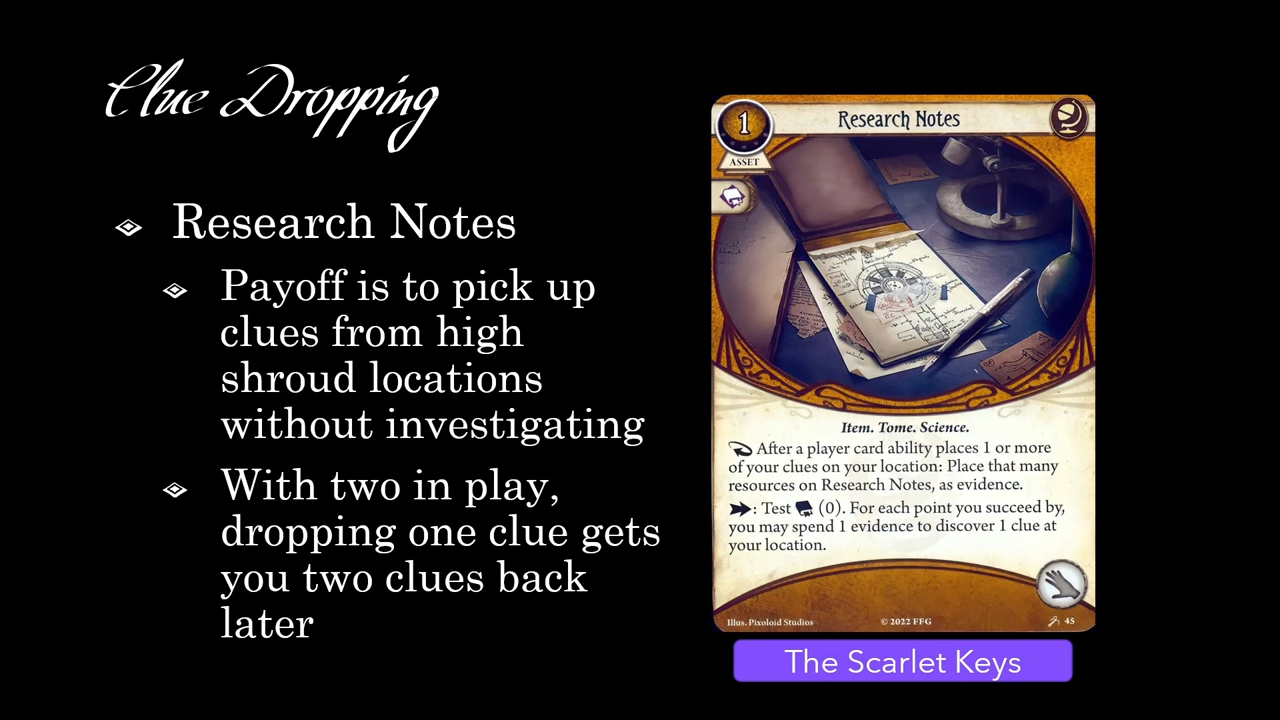 Clue Dropping
Research Notes
Payoff is to pick up
clues from high
shroud locations
without investigating
With two in play,
dropping one clue gets
you two clues back
later
1
Research Notes
ASSET
Item. Tome. Science.
After a player card ability places 1 or more
of your clues on your location: Place that many
resources on Research Notes, as evidence.
: Test (0). For each point you succeed by,
you may spend 1 evidence to discover 1 clue at
your location.
Illus. Pixoloid Studios
© 2022 FFG
45
The Scarlet Keys